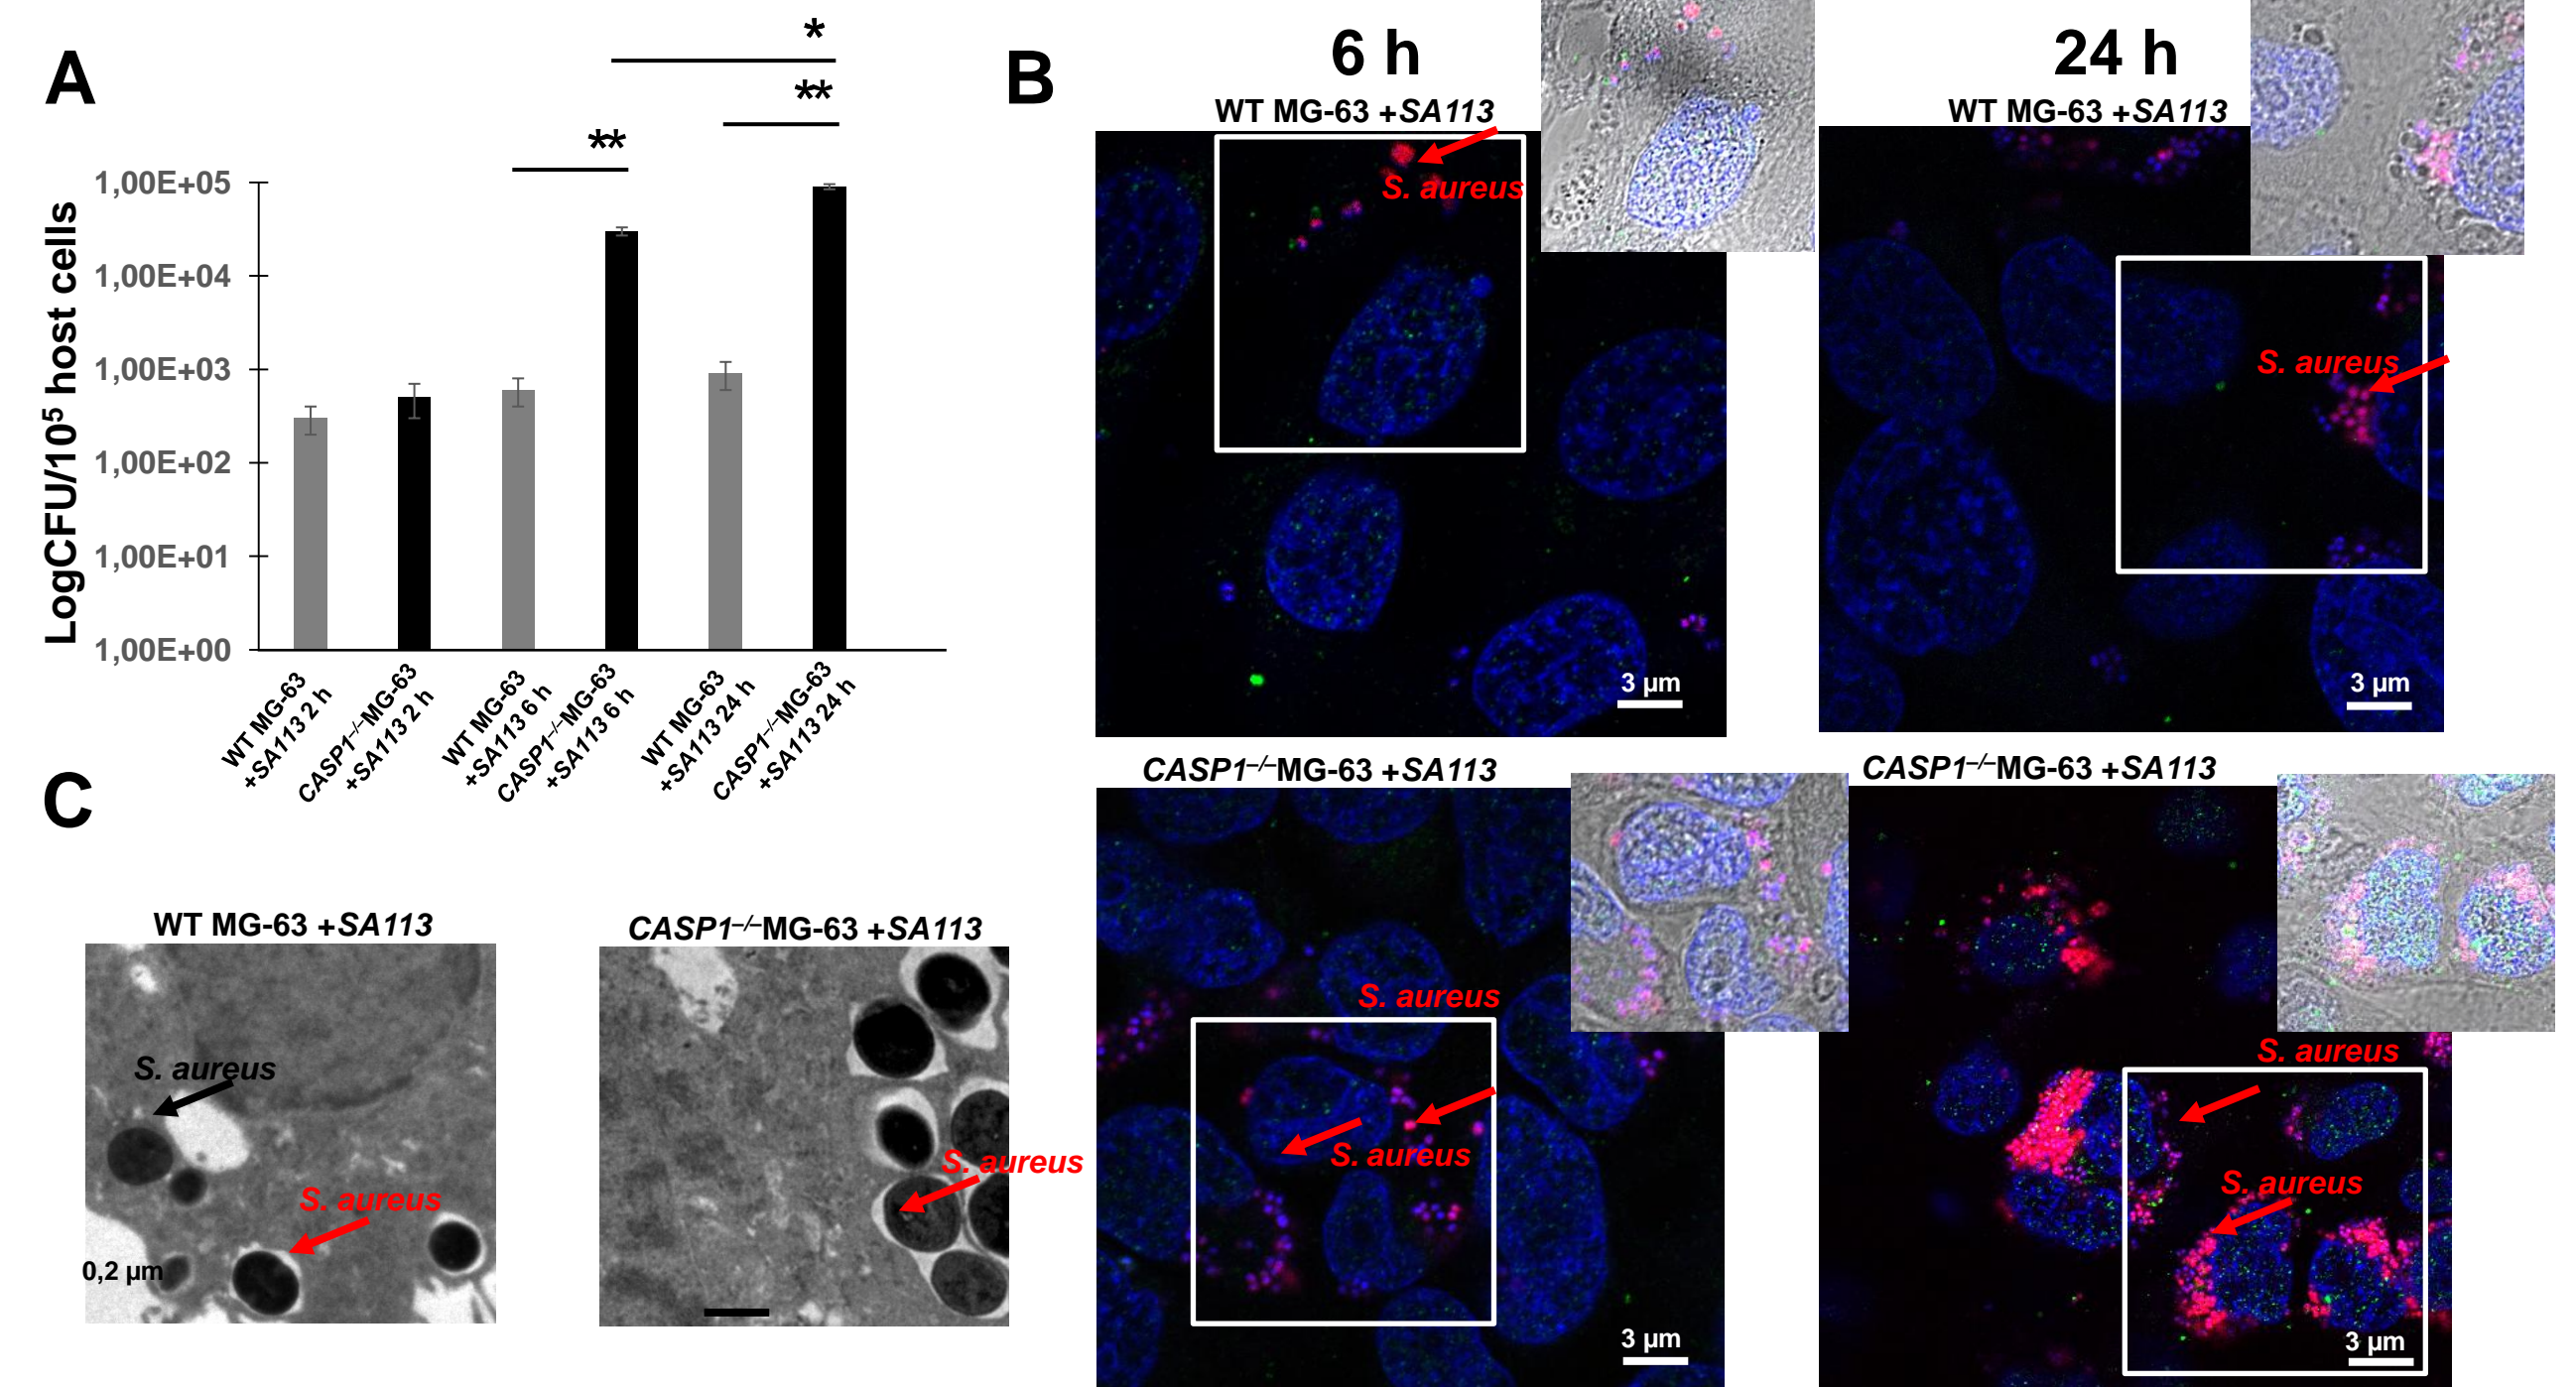 A
*
**
**
LogCFU/10⁵ host cells
1,00E+05
1,00E+04
1,00E+03
1,00E+02
1,00E+01
1,00E+00
WT MG-63
+SA113 2 h
CASP1⁻/⁻MG-63
+SA113 2 h
WT MG-63
+SA113 6 h
CASP1⁻/⁻MG-63
+SA113 6 h
WT MG-63
+SA113 24 h
CASP1⁻/⁻MG-63
+SA113 24 h
B
6 h
24 h
WT MG-63 +SA113
S. aureus
3 µm
WT MG-63 +SA113
S. aureus
3 µm
CASP1⁻/⁻MG-63 +SA113
S. aureus
S. aureus
3 µm
CASP1⁻/⁻MG-63 +SA113
S. aureus
S. aureus
3 µm
C
WT MG-63 +SA113
S. aureus
S. aureus
0,2 µm
CASP1⁻/⁻MG-63 +SA113
S. aureus